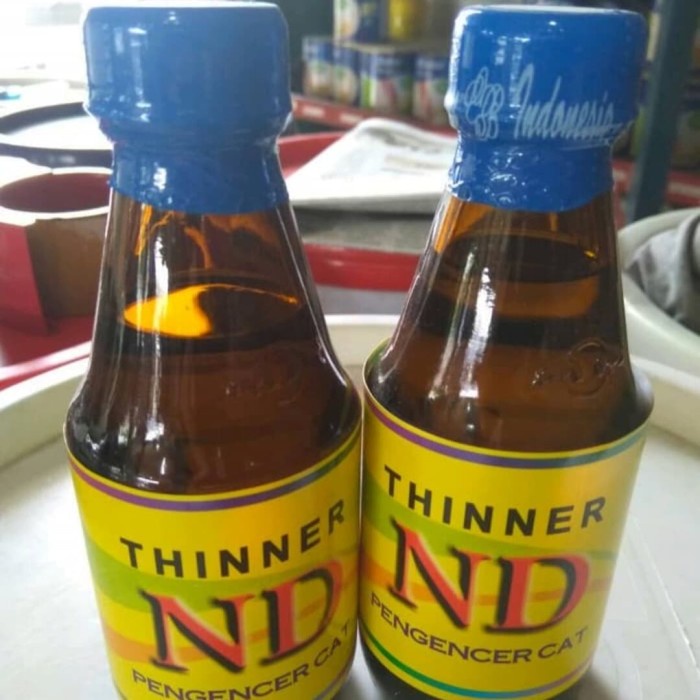 Indonesia
THINNER
ND
PENGENCER CAT
THINNER
ND
PENGENCER CAT